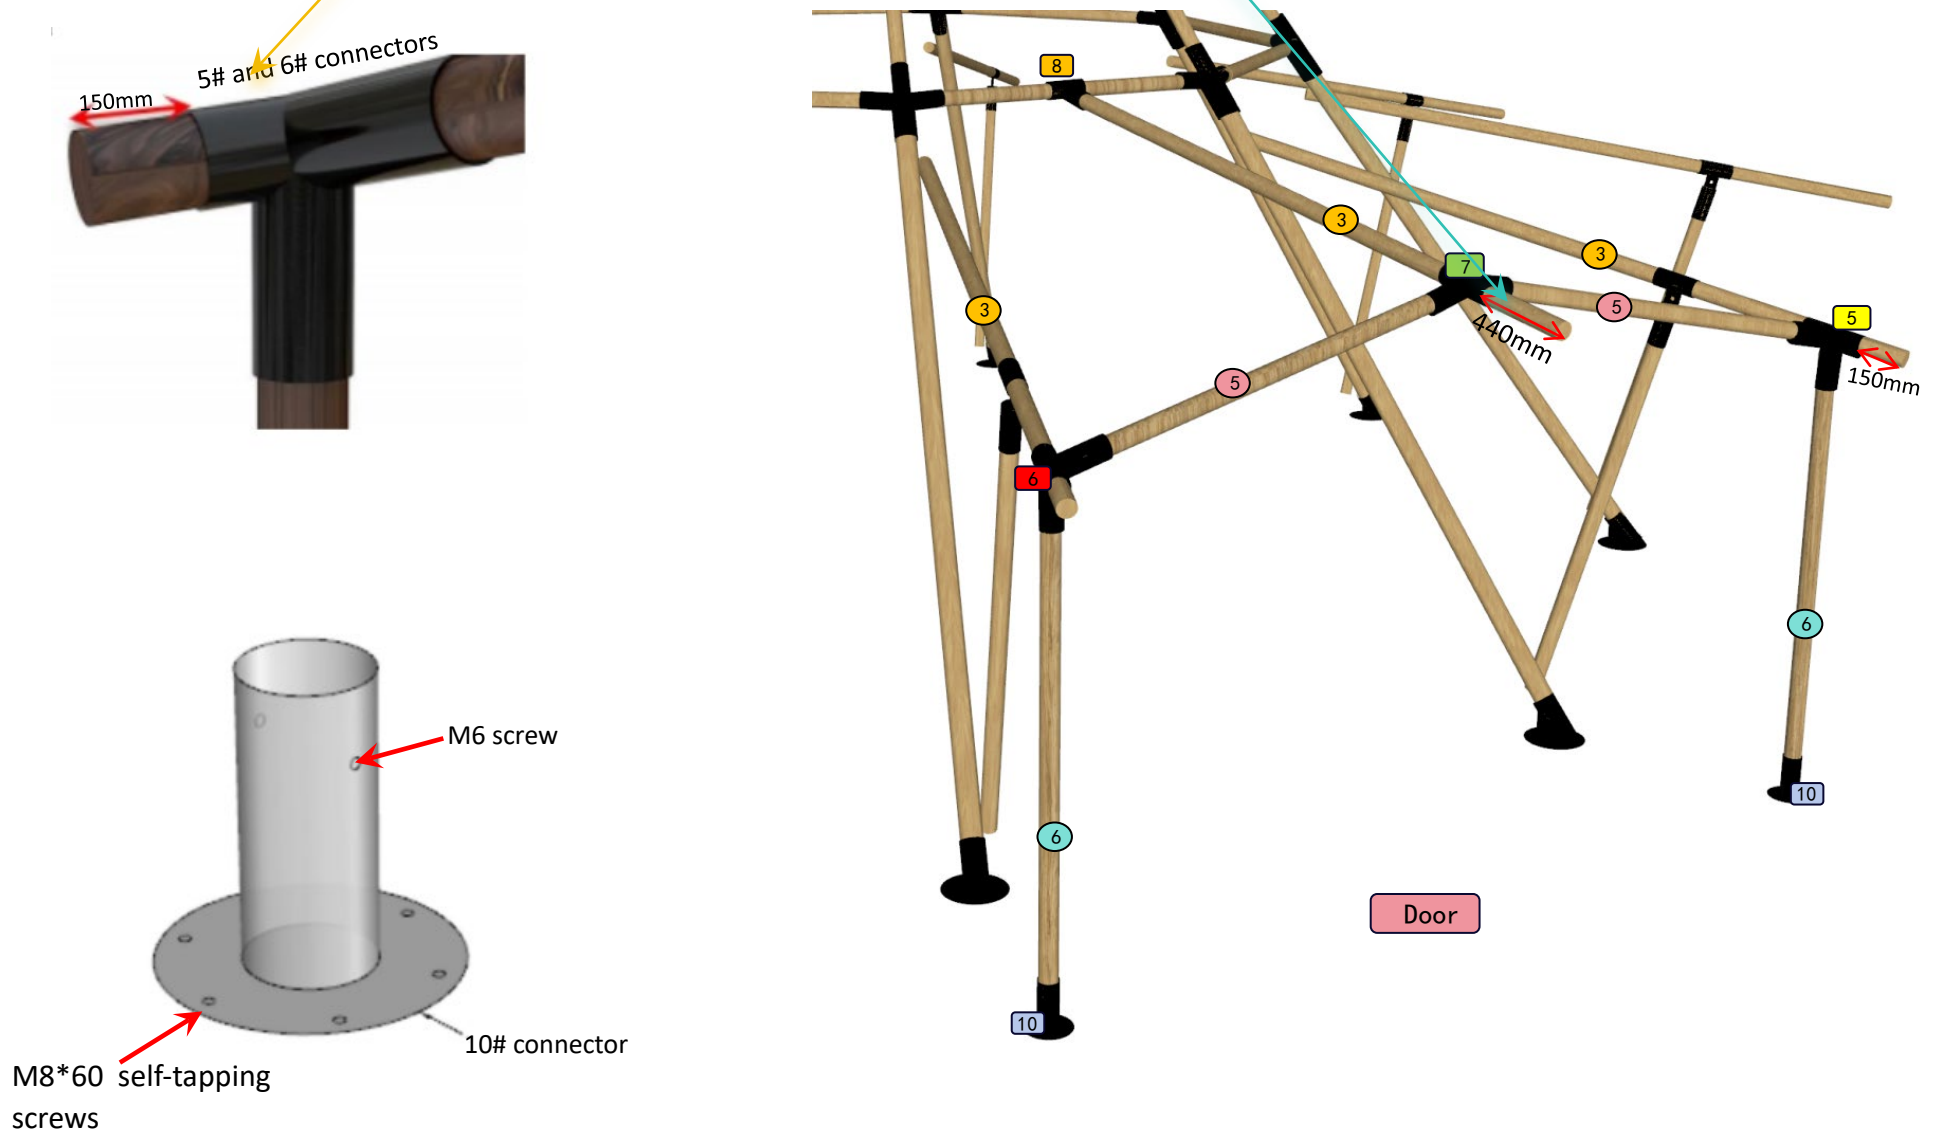 5# and 6# connectors
150mm
M6 screw
10# connector
M8*60 self-tapping
screws
8
3
3
7
5
5
440mm
150mm
3
5
6
6
6
10
Door
10